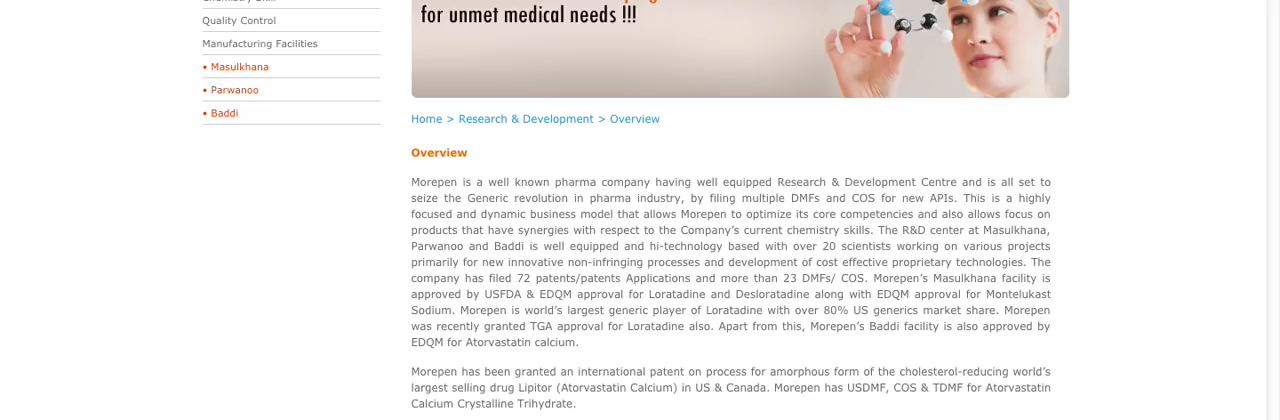 for unmet medical needs !!!
Quality Control
Manufacturing Facilities
• Masulkhana
• Parwanoo
• Baddi
Home > Research & Development > Overview
Overview
Morepen is a well known pharma company having well equipped Research & Development Centre and is all set to
seize the Generic revolution in pharma industry, by filing multiple DMFs and COS for new APIs. This is a highly
focused and dynamic business model that allows Morepen to optimize its core competencies and also allows focus on
products that have synergies with respect to the Company's current chemistry skills. The R&D center at Masulkhana,
Parwanoo and Baddi is well equipped and hi-technology based with over 20 scientists working on various projects
primarily for new innovative non-infringing processes and development of cost effective proprietary technologies. The
company has filed 72 patents/patents Applications and more than 23 DMFs/ COS. Morepen's Masulkhana facility is
approved by USFDA & EDQM approval for Loratadine and Desloratadine along with EDQM approval for Montelukast
Sodium. Morepen is world's largest generic player of Loratadine with over 80% US generics market share. Morepen
was recently granted TGA approval for Loratadine also. Apart from this, Morepen's Baddi facility is also approved by
EDQM for Atorvastatin calcium.
Morepen has been granted an international patent on process for amorphous form of the cholesterol-reducing world's
largest selling drug Lipitor (Atorvastatin Calcium) in US & Canada. Morepen has USDMF, COS & TDMF for Atorvastatin
Calcium Crystalline Trihydrate.